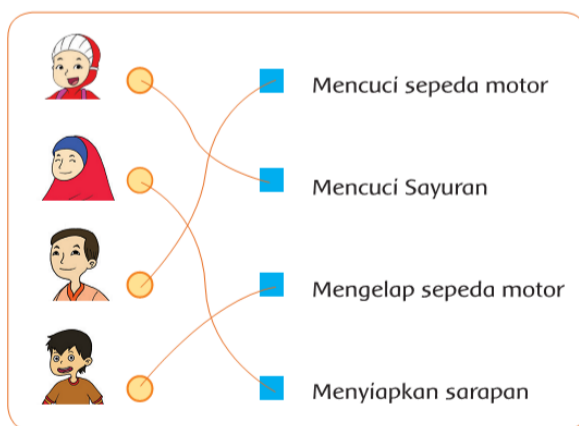 Mencuci sepeda motor
Mencuci Sayuran
Mengelap sepeda motor
Menyiapkan sarapan